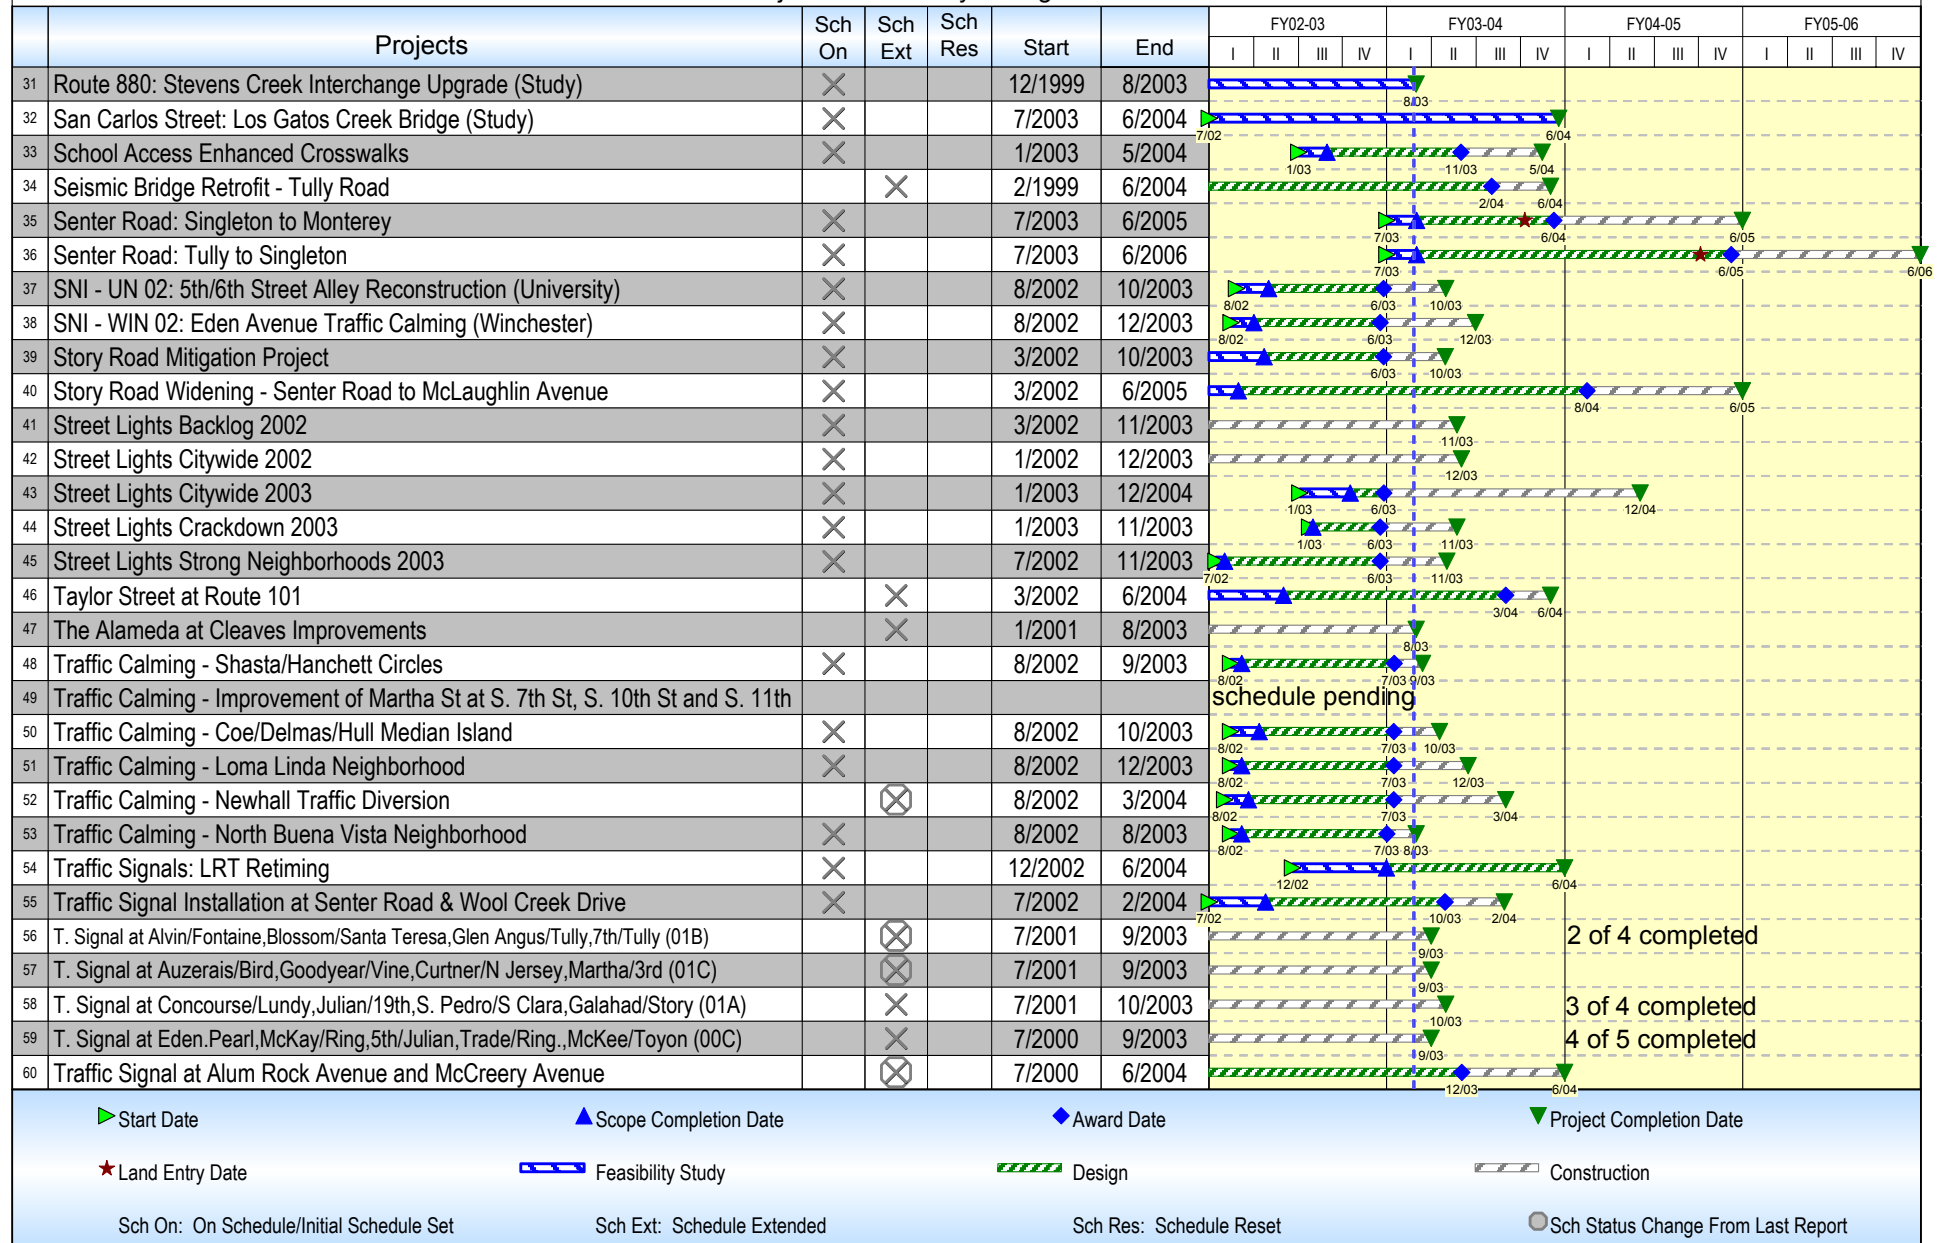 Projects Sch On Sch Ext Sch Res Start End FY02-03 FY03-04 FY04-05 FY05-06
I II III IV I II III IV I II III IV I II III IV
31 Route 880: Stevens Creek Interchange Upgrade (Study) 12/1999 8/2003 8/03
32 San Carlos Street: Los Gatos Creek Bridge (Study) 7/2003 6/2004 7/02 6/04
33 School Access Enhanced Crosswalks 1/2003 5/2004 1/03 11/03 5/04
34 Seismic Bridge Retrofit - Tully Road 2/1999 6/2004 2/04 6/04
35 Senter Road: Singleton to Monterey 7/2003 6/2005 7/03 6/04 6/05
36 Senter Road: Tully to Singleton 7/2003 6/2006 7/03 6/05 6/06
37 SNI - UN 02: 5th/6th Street Alley Reconstruction (University) 8/2002 10/2003 8/02 6/03 10/03
38 SNI - WIN 02: Eden Avenue Traffic Calming (Winchester) 8/2002 12/2003 8/02 6/03 12/03
39 Story Road Mitigation Project 3/2002 10/2003 6/03 10/03
40 Story Road Widening - Senter Road to McLaughlin Avenue 3/2002 6/2005 8/04 6/05
41 Street Lights Backlog 2002 3/2002 11/2003 11/03
42 Street Lights Citywide 2002 1/2002 12/2003 12/03
43 Street Lights Citywide 2003 1/2003 12/2004 1/03 6/03 12/04
44 Street Lights Crackdown 2003 1/2003 11/2003 1/03 6/03 11/03
45 Street Lights Strong Neighborhoods 2003 7/2002 11/2003 7/02 6/03 11/03
46 Taylor Street at Route 101 3/2002 6/2004 3/04 6/04
47 The Alameda at Cleaves Improvements 1/2001 8/2003 8/03
48 Traffic Calming - Shasta/Hanchett Circles 8/2002 9/2003 8/02 7/03 9/03
49 Traffic Calming - Improvement of Martha St at S. 7th St, S. 10th St and S. 11th schedule pending
50 Traffic Calming - Coe/Delmas/Hull Median Island 8/2002 10/2003 8/02 7/03 10/03
51 Traffic Calming - Loma Linda Neighborhood 8/2002 12/2003 8/02 7/03 12/03
52 Traffic Calming - Newhall Traffic Diversion 8/2002 3/2004 8/02 7/03 3/04
53 Traffic Calming - North Buena Vista Neighborhood 8/2002 8/2003 8/02 7/03 8/03
54 Traffic Signals: LRT Retiming 12/2002 6/2004 12/02 6/04
55 Traffic Signal Installation at Senter Road & Wool Creek Drive 7/2002 2/2004 7/02 10/03 2/04
56 T. Signal at Alvin/Fontaine,Blossom/Santa Teresa,Glen Angus/Tully,7th/Tully (01B) 7/2001 9/2003 9/03 2 of 4 completed
57 T. Signal at Auzerais/Bird,Goodyear/Vine,Curtner/N Jersey,Martha/3rd (01C) 7/2001 9/2003 9/03
58 T. Signal at Concourse/Lundy,Julian/19th,S. Pedro/S Clara,Galahad/Story (01A) 7/2001 10/2003 10/03 3 of 4 completed
59 T. Signal at Eden.Pearl,McKay/Ring,5th/Julian,Trade/Ring.,McKee/Toyon (00C) 7/2000 9/2003 9/03 4 of 5 completed
60 Traffic Signal at Alum Rock Avenue and McCreery Avenue 7/2000 6/2004 12/03 6/04
Start Date Scope Completion Date Award Date Project Completion Date
Land Entry Date Feasibility Study Design Construction
Sch On: On Schedule/Initial Schedule Set Sch Ext: Schedule Extended Sch Res: Schedule Reset Sch Status Change From Last Report